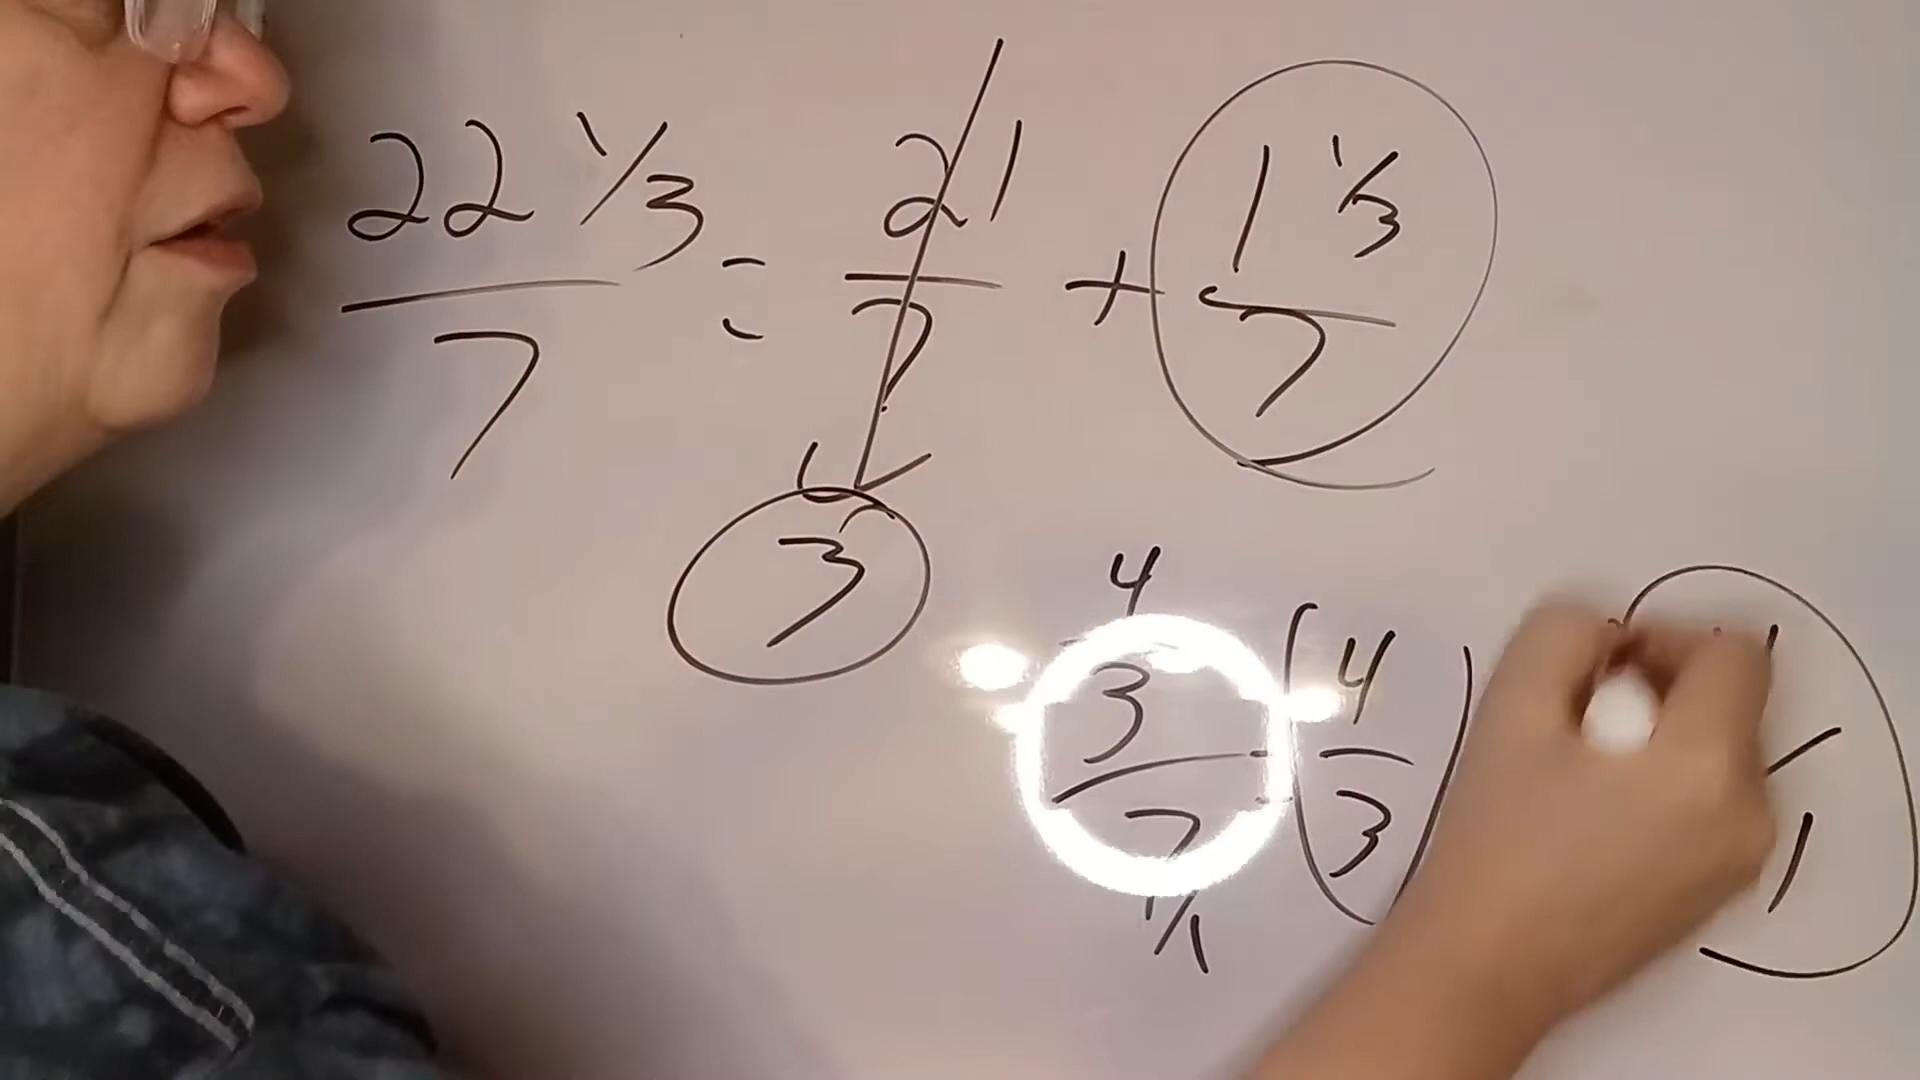 22 1/3 / 7 = 21/7 + 1 1/3 / 7
3
4/3 / 7 = (4/3)
1/1